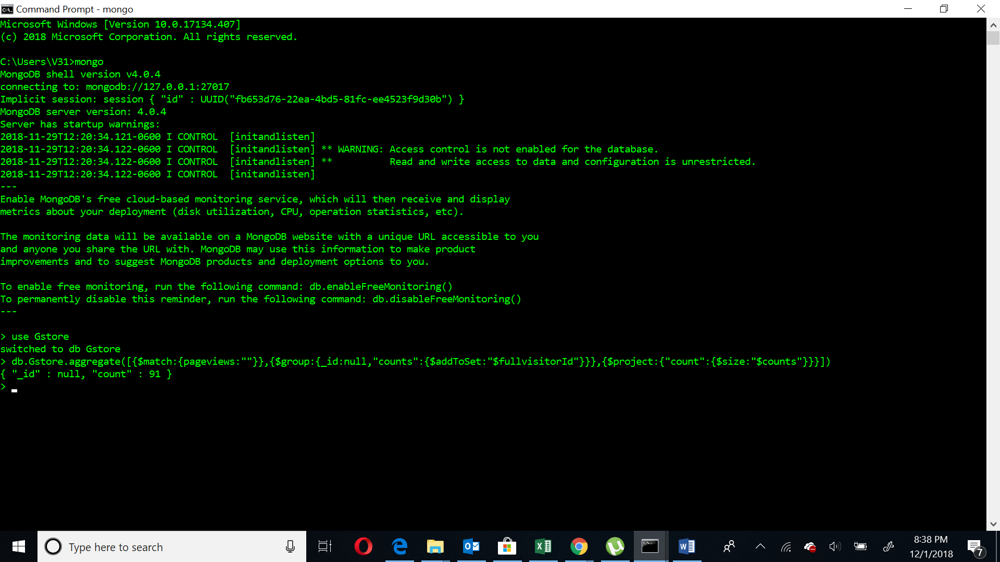 Command Prompt - mongo
Microsoft Windows [Version 10.0.17134.407]
(c) 2018 Microsoft Corporation. All rights reserved.
C:\Users\V31>mongo
MongoDB shell version v4.0.4
connecting to: mongodb://127.0.0.1:27017
Implicit session: session { "id" : UUID("fb653d76-22ea-4bd5-81fc-ee4523f9d30b") }
MongoDB server version: 4.0.4
Server has startup warnings:
2018-11-29T12:20:34.121-0600 I CONTROL  [initandlisten]
2018-11-29T12:20:34.122-0600 I CONTROL  [initandlisten] ** WARNING: Access control is not enabled for the database.
2018-11-29T12:20:34.122-0600 I CONTROL  [initandlisten] **          Read and write access to data and configuration is unrestricted.
2018-11-29T12:20:34.122-0600 I CONTROL  [initandlisten]
---
Enable MongoDB's free cloud-based monitoring service, which will then receive and display
metrics about your deployment (disk utilization, CPU, operation statistics, etc).
The monitoring data will be available on a MongoDB website with a unique URL accessible to you
and anyone you share the URL with. MongoDB may use this information to make product
improvements and to suggest MongoDB products and deployment options to you.
To enable free monitoring, run the following command: db.enableFreeMonitoring()
To permanently disable this reminder, run the following command: db.disableFreeMonitoring()
---
> use Gstore
switched to db Gstore
> db.Gstore.aggregate([{$match:{pageviews:""}},{$group:{_id:null,"counts":{$addToSet:"$fullvisitorId"}}},{$project:{"count":{$size:"$counts"}}}])
{ "_id" : null, "count" : 91 }
>
Type here to search
8:38 PM
12/1/2018
7